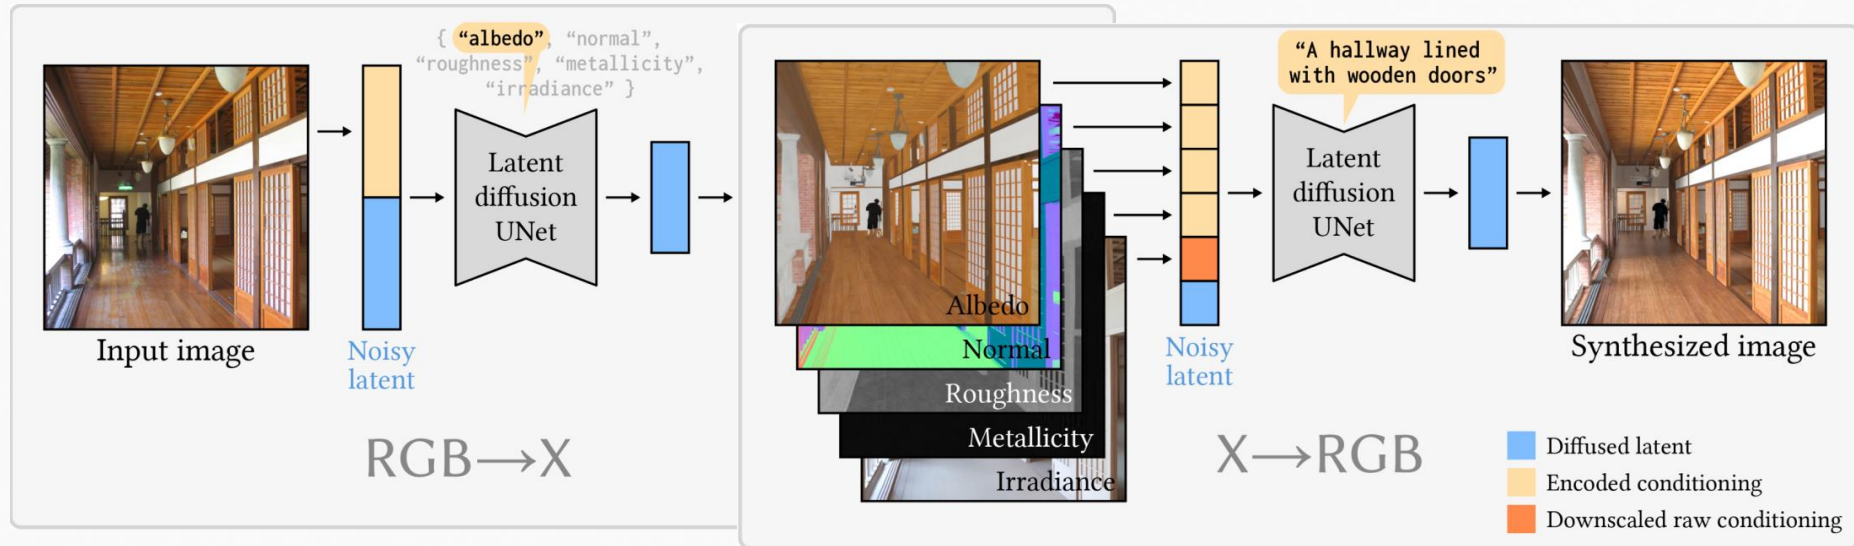 { “albedo”, “normal”,
“roughness”, “metallicity”,
“irradiance” }
Latent
diffusion
UNet
Input image
Noisy
latent
RGB→X
“A hallway lined
with wooden doors”
Albedo
Normal
Roughness
Metallicity
Irradiance
Noisy
latent
Latent
diffusion
UNet
Synthesized image
X→RGB
Diffused latent
Encoded conditioning
Downscaled raw conditioning